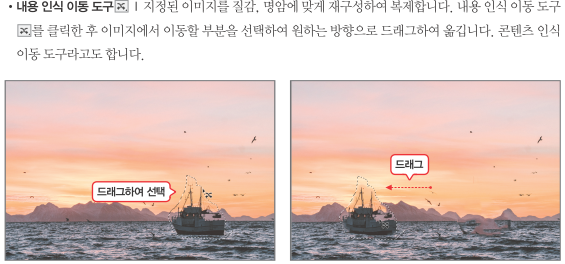 • 내용 인식 이동 도구 | 지정된 이미지를 질감, 명암에 맞게 재구성하여 복제합니다. 내용 인식 이동 도구
를 클릭한 후 이미지에서 이동할 부분을 선택하여 원하는 방향으로 드래그하여 옮깁니다. 콘텐츠 인식
이동 도구라고도 합니다.
드래그하여 선택
드래그